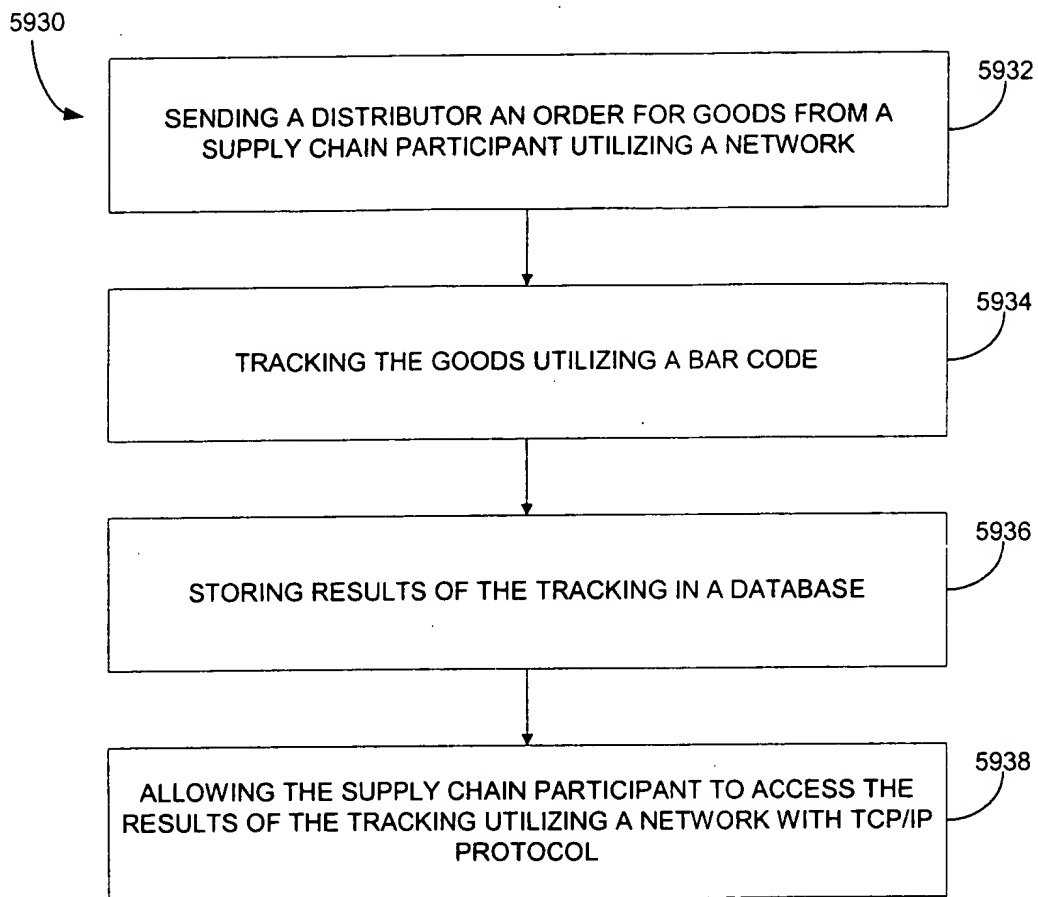 5930
5932
SENDING A DISTRIBUTOR AN ORDER FOR GOODS FROM A
SUPPLY CHAIN PARTICIPANT UTILIZING A NETWORK
5934
TRACKING THE GOODS UTILIZING A BAR CODE
5936
STORING RESULTS OF THE TRACKING IN A DATABASE
5938
ALLOWING THE SUPPLY CHAIN PARTICIPANT TO ACCESS THE
RESULTS OF THE TRACKING UTILIZING A NETWORK WITH TCP/IP
PROTOCOL